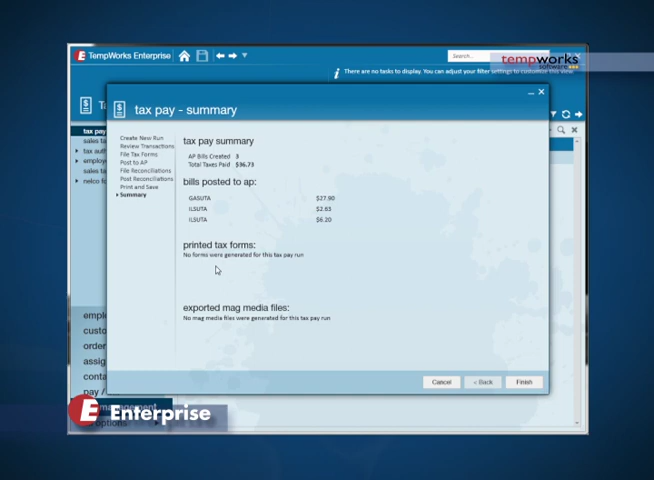 TempWorks Enterprise
Search...
tempworks
software
There are no tasks to display. You can adjust your filter settings to customize this view.
tax pay - summary
tax pay
sales ta
tax auth
employe
sales ta
nelco fo
Create New Run
Review Transactions
File Tax Forms
Post to AP
File Reconciliations
Post Reconciliations
Print and Save
Summary
tax pay summary
AP Bills Created 3
Total Taxes Paid $36.73
bills posted to ap:
GASUTA $27.90
ILSUTA $2.63
ILSUTA $6.20
printed tax forms:
No forms were generated for this tax pay run
exported mag media files:
No mag media files were generated for this tax pay run
emplo
custo
order
assig
conta
pay /
management
options
Cancel
< Back
Finish
E Enterprise